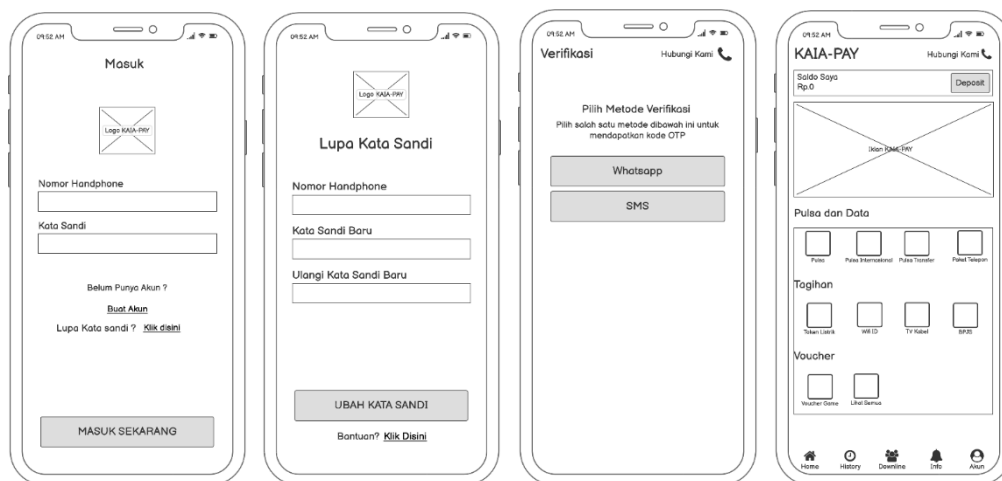 09:52 AM
Masuk
Logo KAIA-PAY
Nomor Handphone
Kata Sandi
Belum Punya Akun ?
Buat Akun
Lupa Kata sandi ? Klik disini
MASUK SEKARANG
09:52 AM
Logo KAIA-PAY
Lupa Kata Sandi
Nomor Handphone
Kata Sandi Baru
Ulangi Kata Sandi Baru
UBAH KATA SANDI
Bantuan? Klik Disini
09:52 AM
Verifikasi
Hubungi Kami
Pilih Metode Verifikasi
Pilih salah satu metode dibawah ini untuk
mendapatkan kode OTP
Whatsapp
SMS
09:52 AM
KAIA-PAY
Hubungi Kami
Saldo Saya
Rp.0
Deposit
Iklan KAIA-PAY
Pulsa dan Data
Pulsa
Pulsa Internasional
Pulsa Transfer
Paket Telepon
Tagihan
Token Listrik
Wifi ID
TV Kabel
BPJS
Voucher
Voucher Game
Lihat Semua
Home
History
Downline
Info
Akun